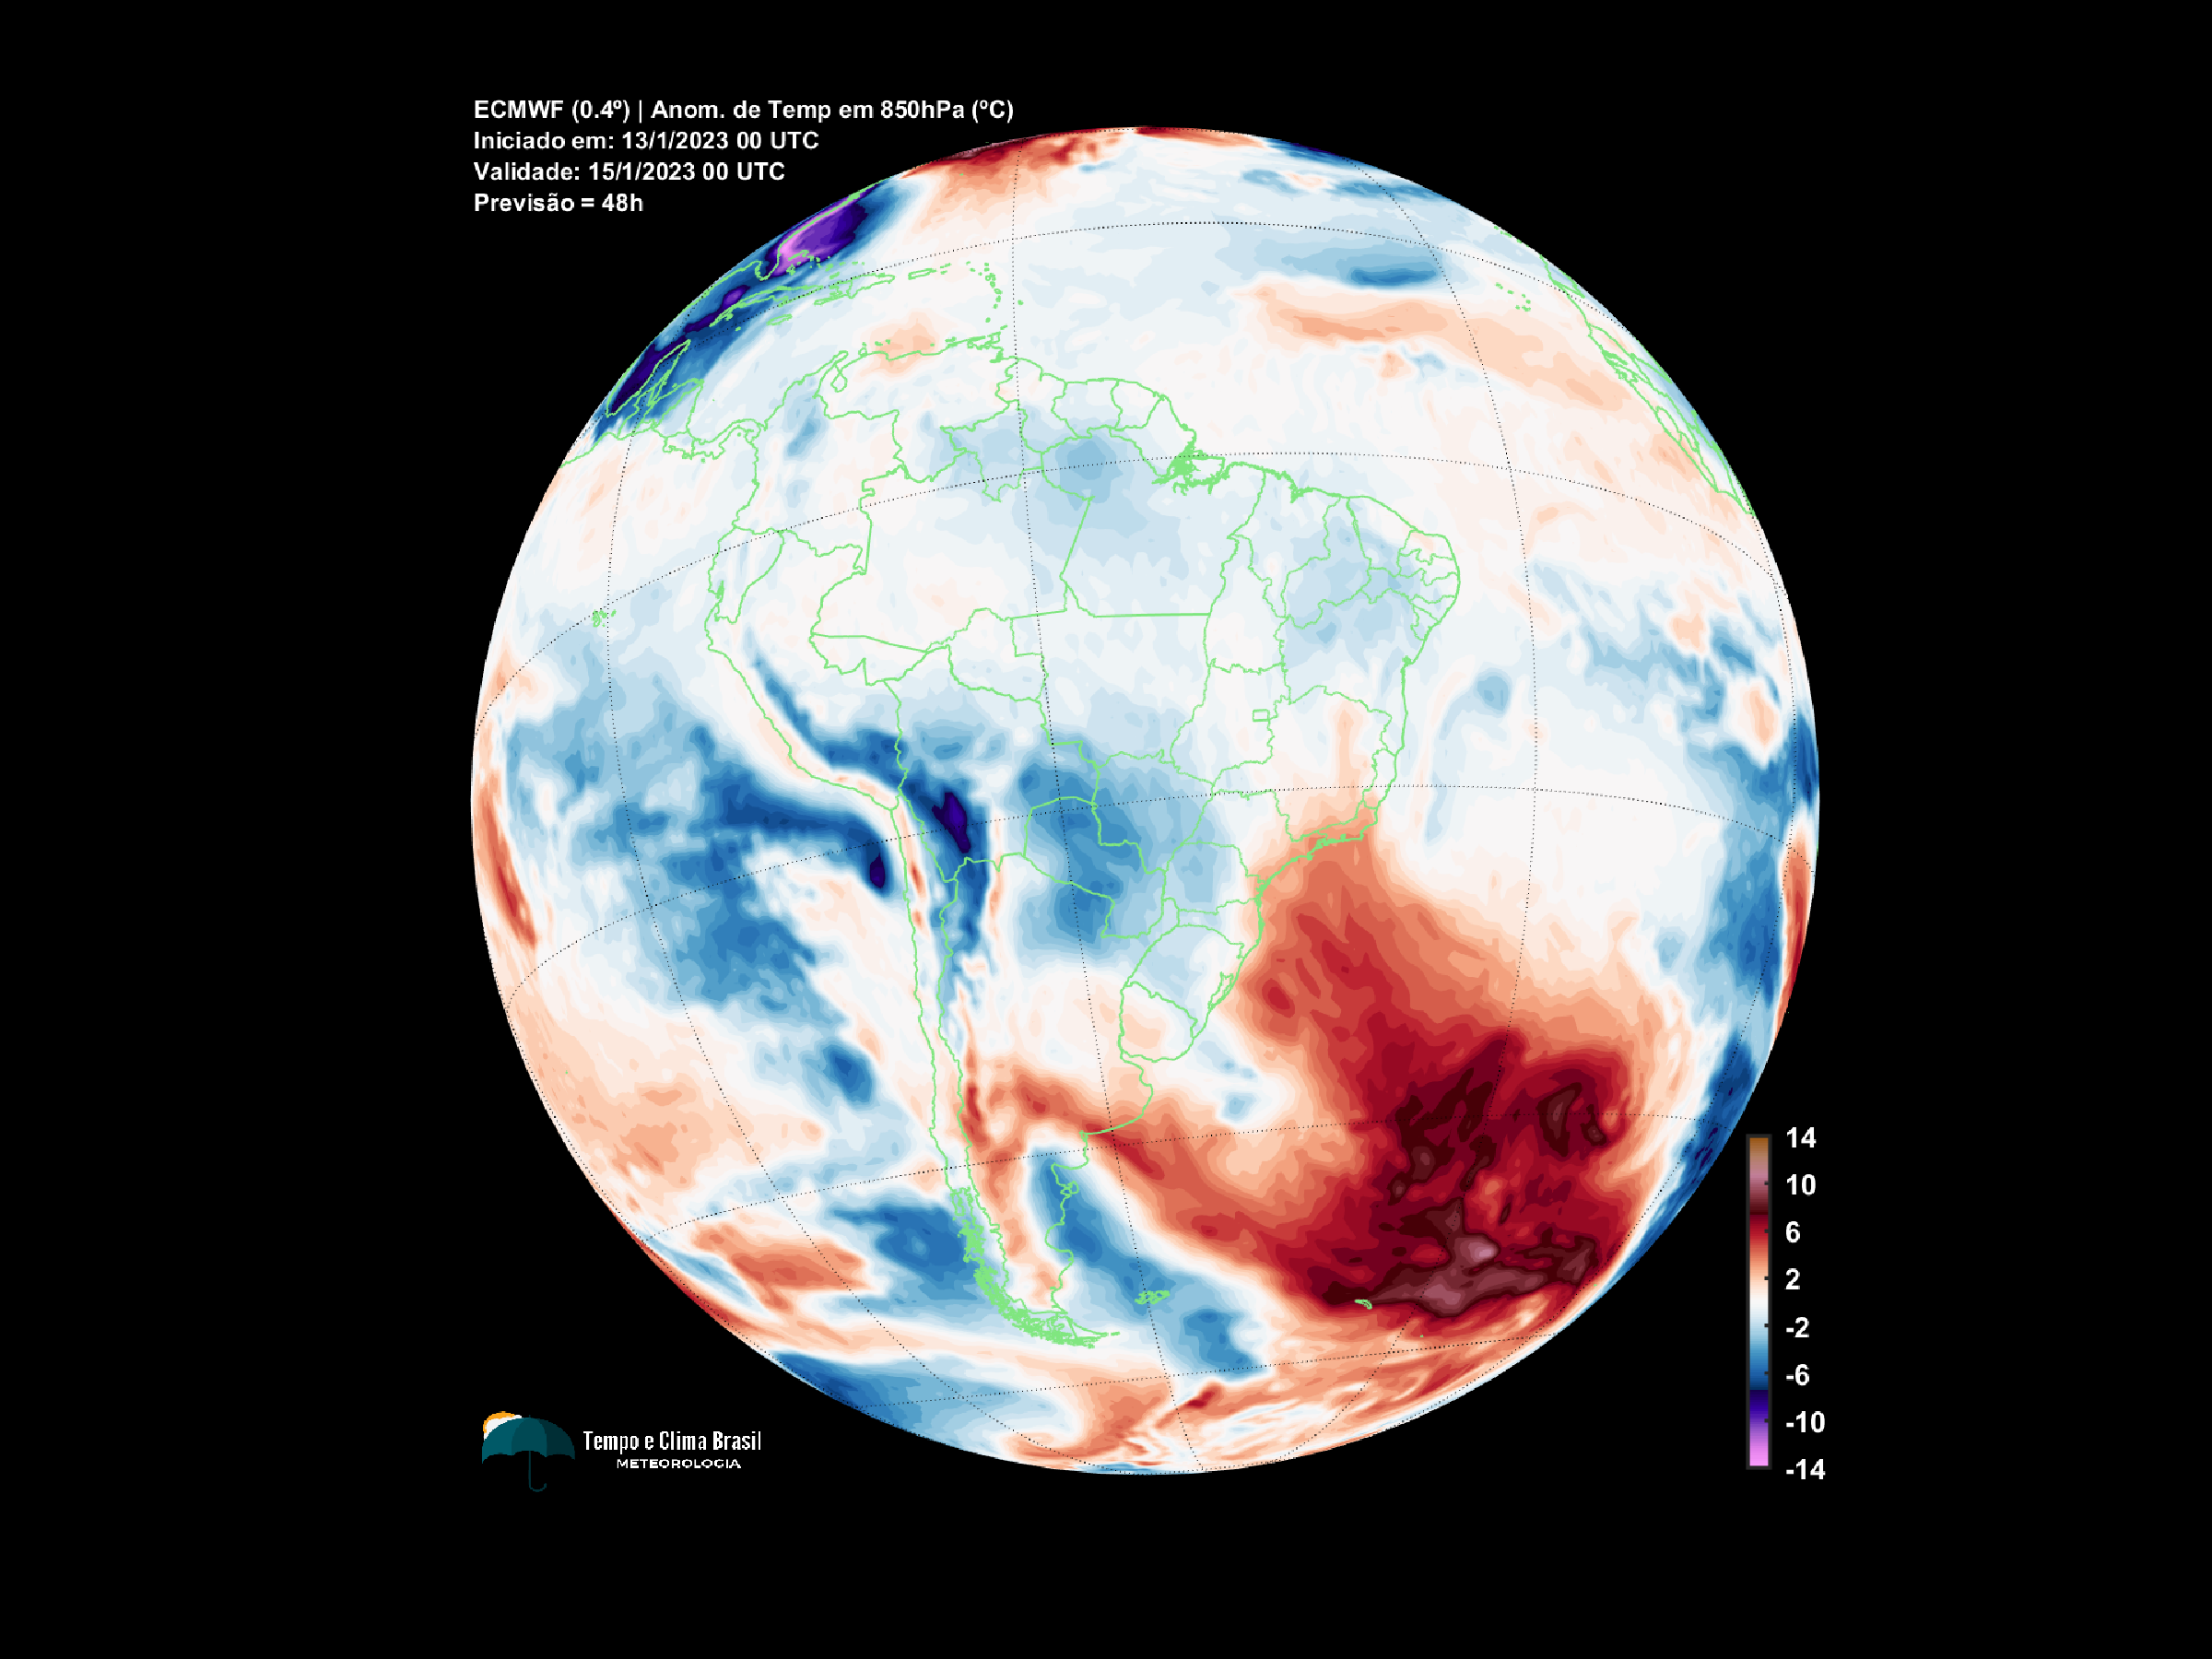 ECMWF (0.4º) | Anom. de Temp em 850hPa (ºC)
Iniciado em: 13/1/2023 00 UTC
Validade: 15/1/2023 00 UTC
Previsão = 48h
14
10
6
2
-2
-6
-10
-14
Tempo e Clima Brasil
METEOROLOGIA